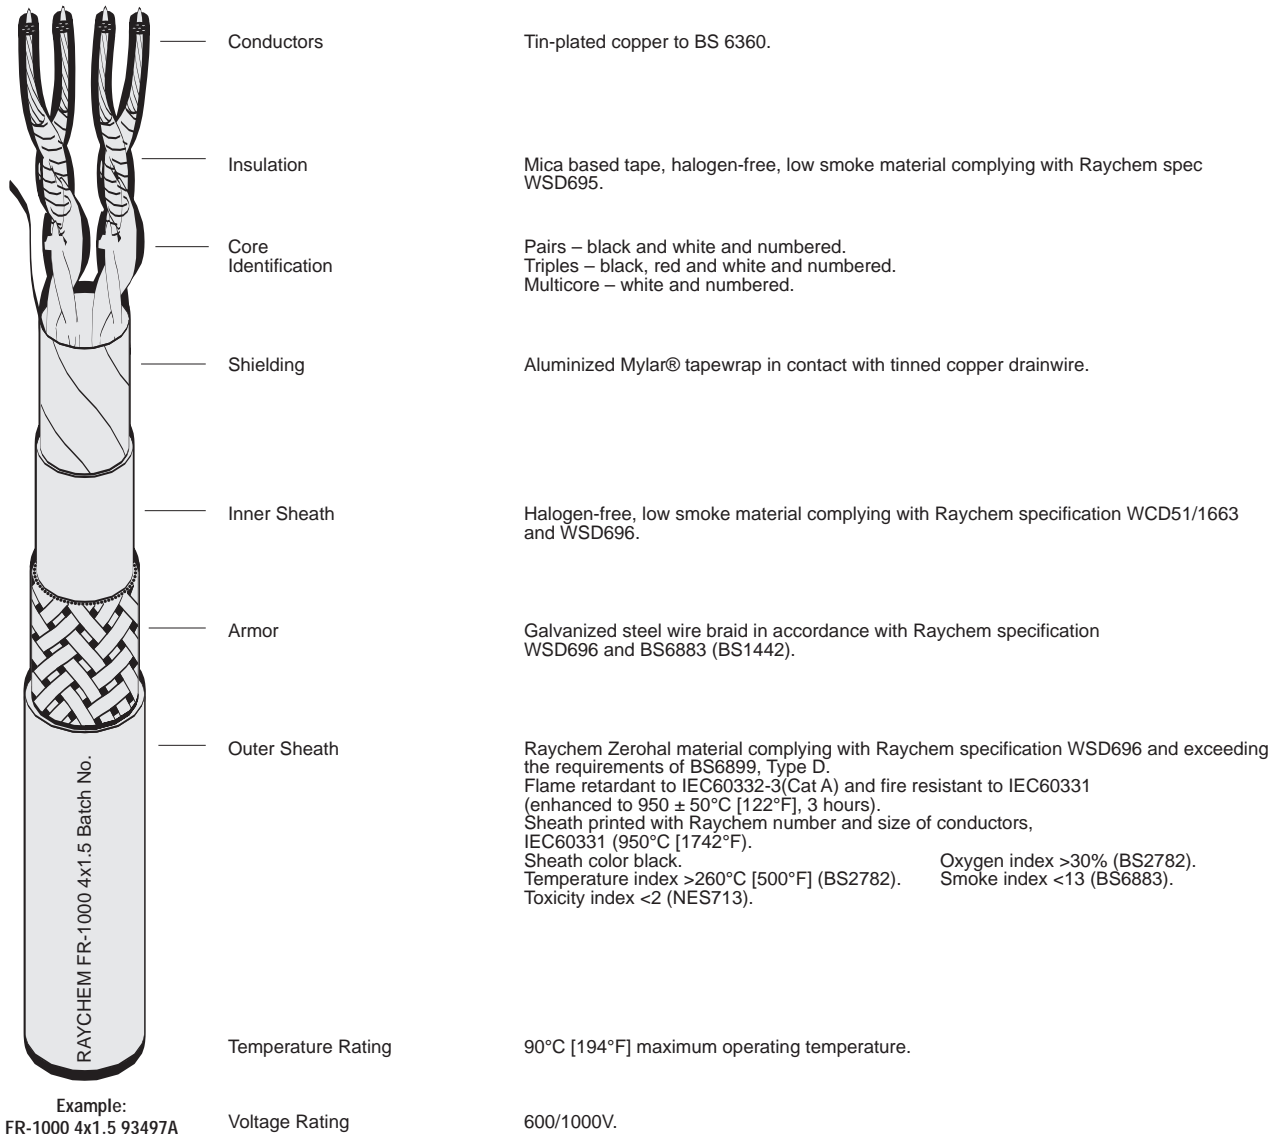 Conductors
Tin-plated copper to BS 6360.
Insulation
Mica based tape, halogen-free, low smoke material complying with Raychem spec
WSD695.
Core
Identification
Pairs – black and white and numbered.
Triples – black, red and white and numbered.
Multicore – white and numbered.
Shielding
Aluminized Mylar® tapewrap in contact with tinned copper drainwire.
Inner Sheath
Halogen-free, low smoke material complying with Raychem specification WCD51/1663
and WSD696.
Armor
Galvanized steel wire braid in accordance with Raychem specification
WSD696 and BS6883 (BS1442).
Outer Sheath
Raychem Zerohal material complying with Raychem specification WSD696 and exceeding
the requirements of BS6899, Type D.
Flame retardant to IEC60332-3(Cat A) and fire resistant to IEC60331
(enhanced to 950 ± 50°C [122°F], 3 hours).
Sheath printed with Raychem number and size of conductors,
IEC60331 (950°C [1742°F).
Sheath color black.
Oxygen index >30% (BS2782).
Temperature index >260°C [500°F] (BS2782).
Smoke index <13 (BS6883).
Toxicity index <2 (NES713).
RAYCHEM FR-1000 4x1.5 Batch No.
Temperature Rating
90°C [194°F] maximum operating temperature.
Example:
FR-1000 4x1.5 93497A
Voltage Rating
600/1000V.